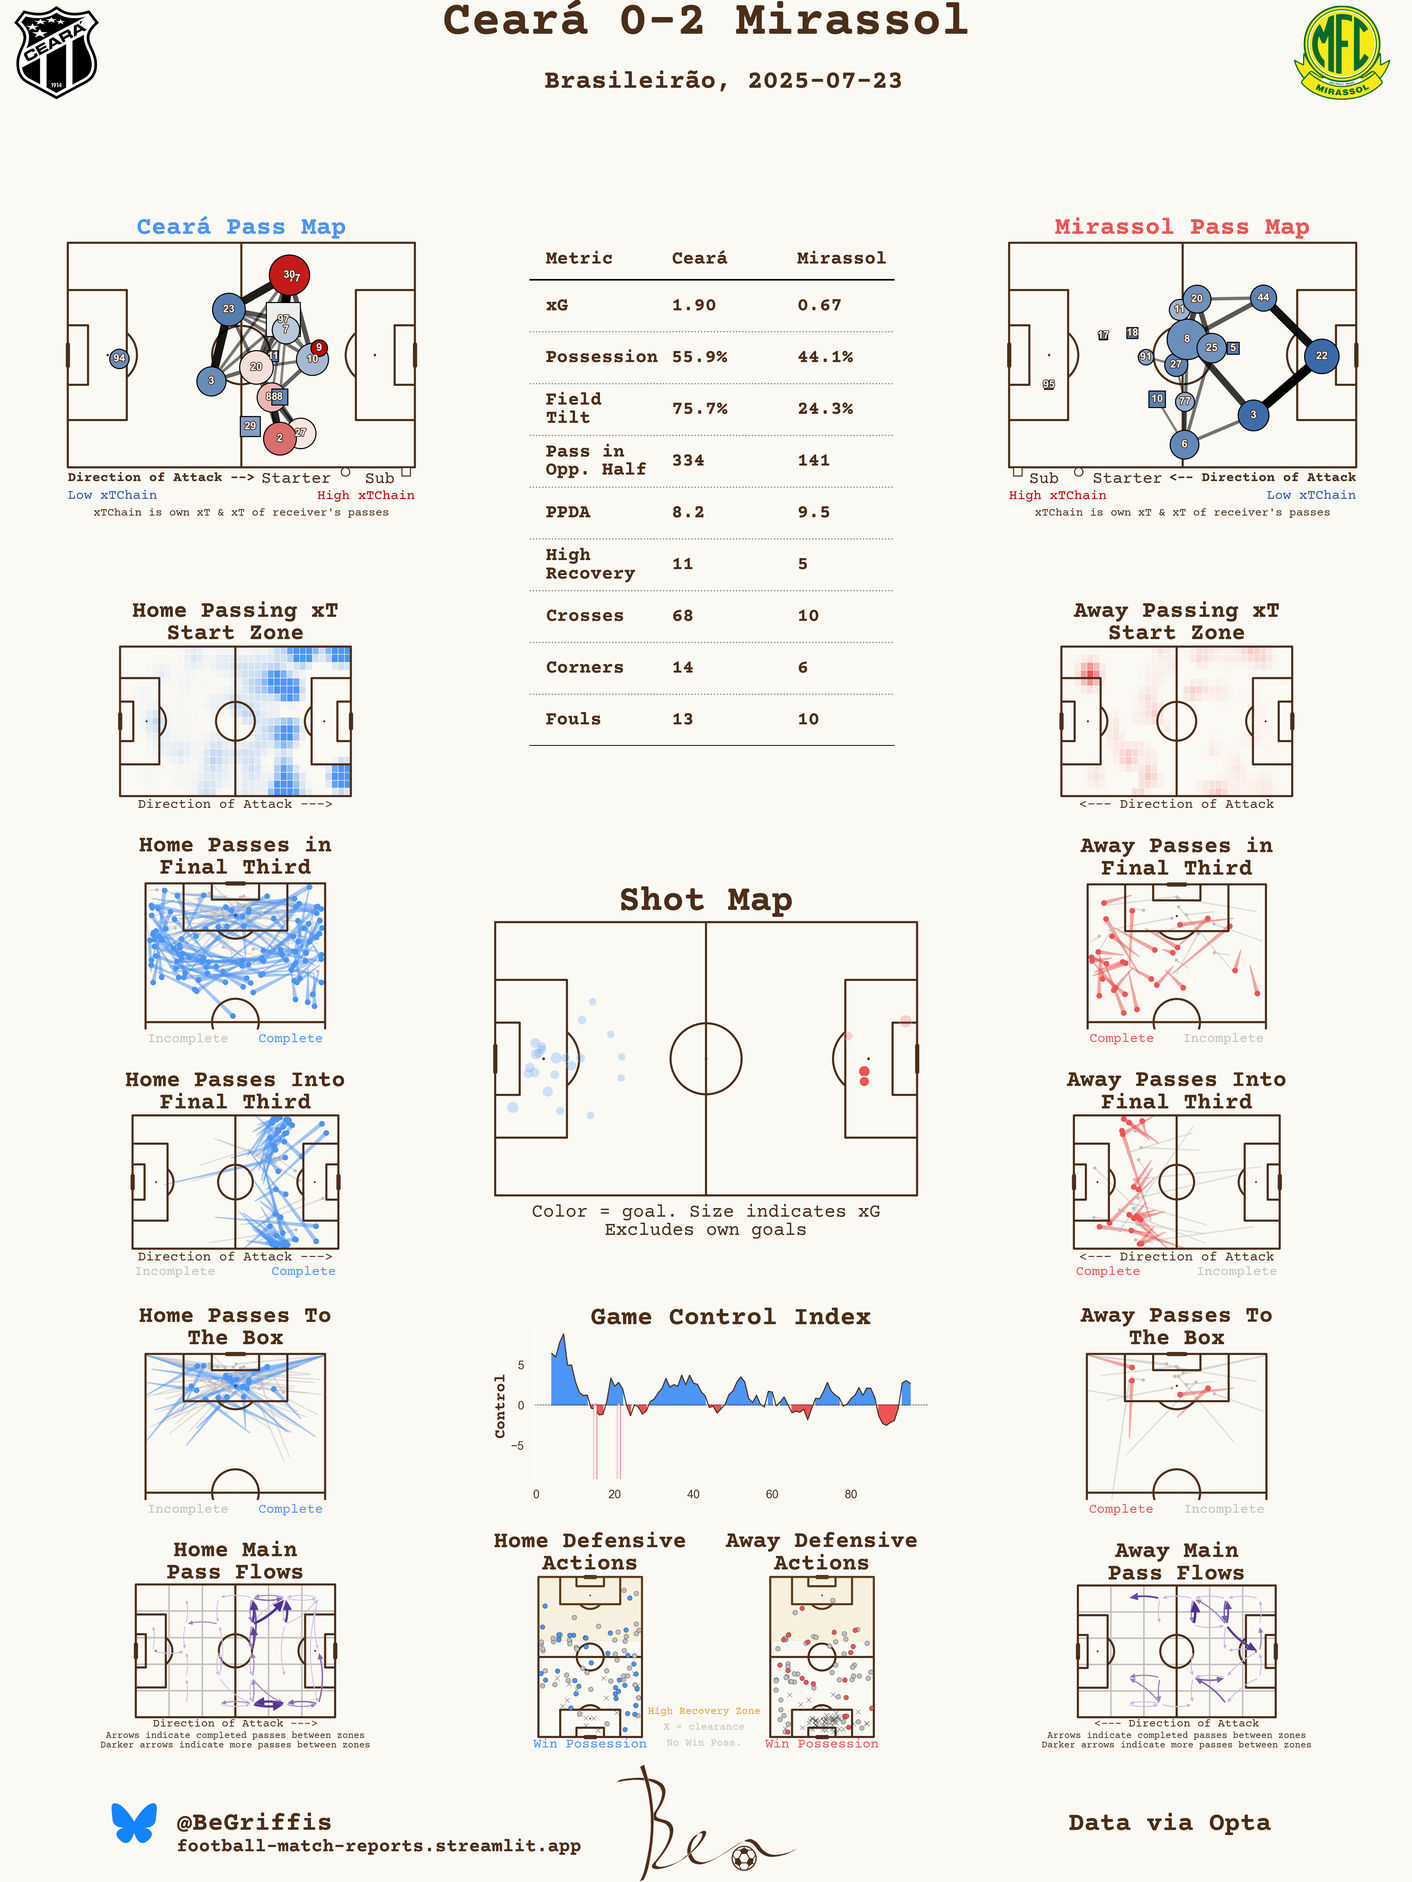 Ceará 0-2 Mirassol
Brasileirão, 2025-07-23
CEARÁ
1914
MFC
MIRASSOL
Ceará Pass Map
30
77
23
97
7
94
11
9
10
20
3
88
88
29
2
27
Direction of Attack --> Starter Sub
Low xTChain High xTChain
xTChain is own xT & xT of receiver's passes
Metric Ceará Mirassol
xG 1.90 0.67
Possession 55.9% 44.1%
Field
Tilt 75.7% 24.3%
Pass in
Opp. Half 334 141
PPDA 8.2 9.5
High
Recovery 11 5
Crosses 68 10
Corners 14 6
Fouls 13 10
Mirassol Pass Map
20
44
11
17
18
8
25
5
91
22
27
95
10
77
3
6
Sub Starter <-- Direction of Attack
High xTChain Low xTChain
xTChain is own xT & xT of receiver's passes
Home Passing xT
Start Zone
Direction of Attack --->
Away Passing xT
Start Zone
<--- Direction of Attack
Home Passes in
Final Third
Incomplete Complete
Away Passes in
Final Third
Complete Incomplete
Shot Map
Color = goal. Size indicates xG
Excludes own goals
Home Passes Into
Final Third
Direction of Attack --->
Incomplete Complete
Away Passes Into
Final Third
<--- Direction of Attack
Complete Incomplete
Home Passes To
The Box
Incomplete Complete
Game Control Index
Control
5
0
−5
0 20 40 60 80
Away Passes To
The Box
Complete Incomplete
Home Main
Pass Flows
Direction of Attack --->
Arrows indicate completed passes between zones
Darker arrows indicate more passes between zones
Home Defensive
Actions
Win Possession
High Recovery Zone
X = clearance
No Win Poss.
Away Defensive
Actions
Win Possession
Away Main
Pass Flows
<--- Direction of Attack
Arrows indicate completed passes between zones
Darker arrows indicate more passes between zones
@BeGriffis
football-match-reports.streamlit.app
Ben
Data via Opta